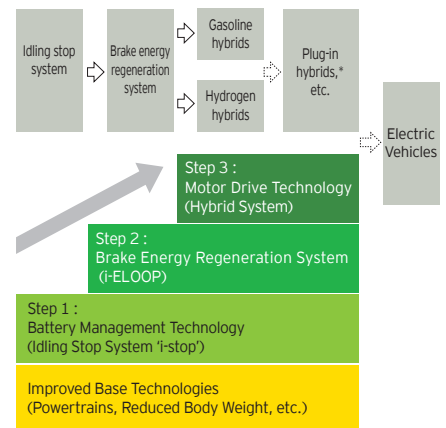 Idling stop
system
Brake energy
regeneration
system
Gasoline
hybrids
Hydrogen
hybrids
Plug-in
hybrids,*
etc.
Electric
Vehicles
Step 3 :
Motor Drive Technology
(Hybrid System)
Step 2 :
Brake Energy Regeneration System
(i-ELOOP)
Step 1 :
Battery Management Technology
(Idling Stop System 'i-stop')
Improved Base Technologies
(Powertrains, Reduced Body Weight, etc.)